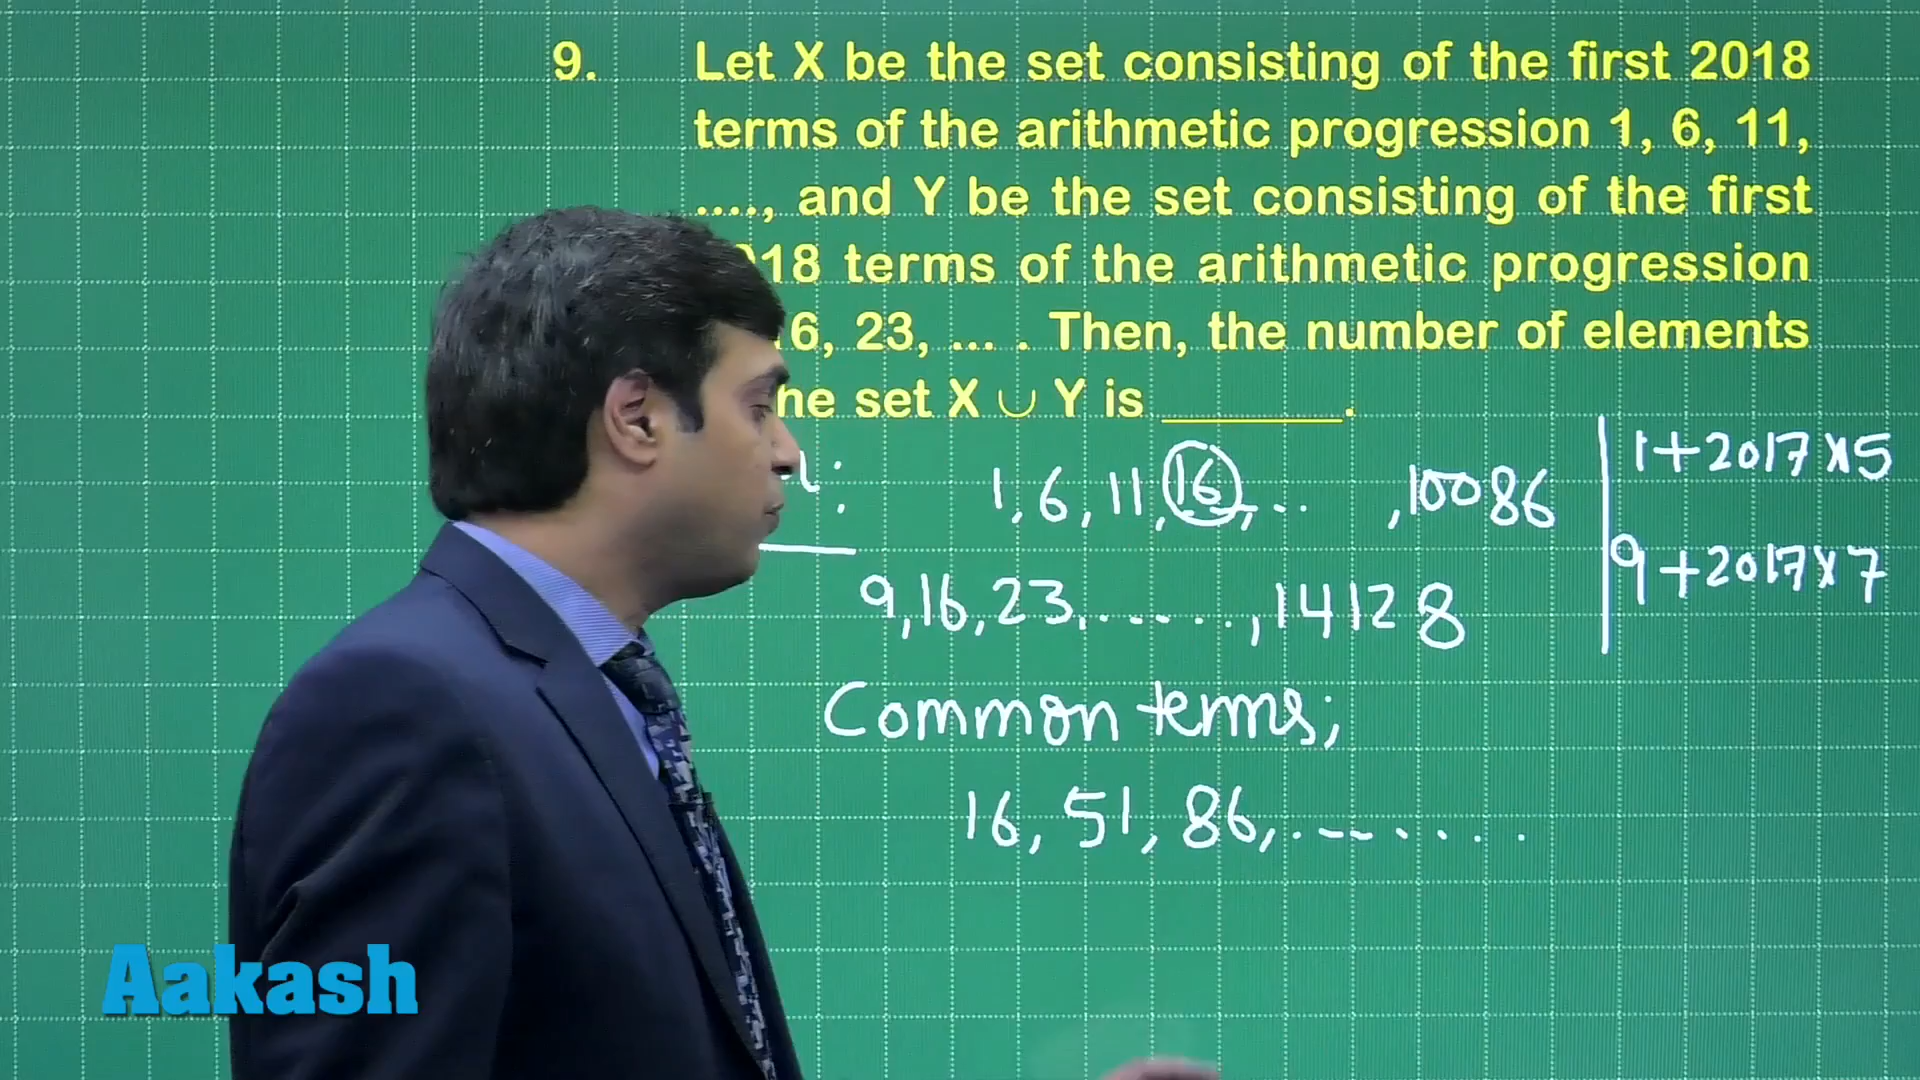 9. Let X be the set consisting of the first 2018
terms of the arithmetic progression 1, 6, 11,
...., and Y be the set consisting of the first
18 terms of the arithmetic progression
6, 23, ... . Then, the number of elements
he set X ∪ Y is ________.
1, 6, 11, 16, ... , 10086
1+2017×5
9, 16, 23, ......., 14128
9+2017×7
Common terms;
16, 51, 86, ........
Aakash